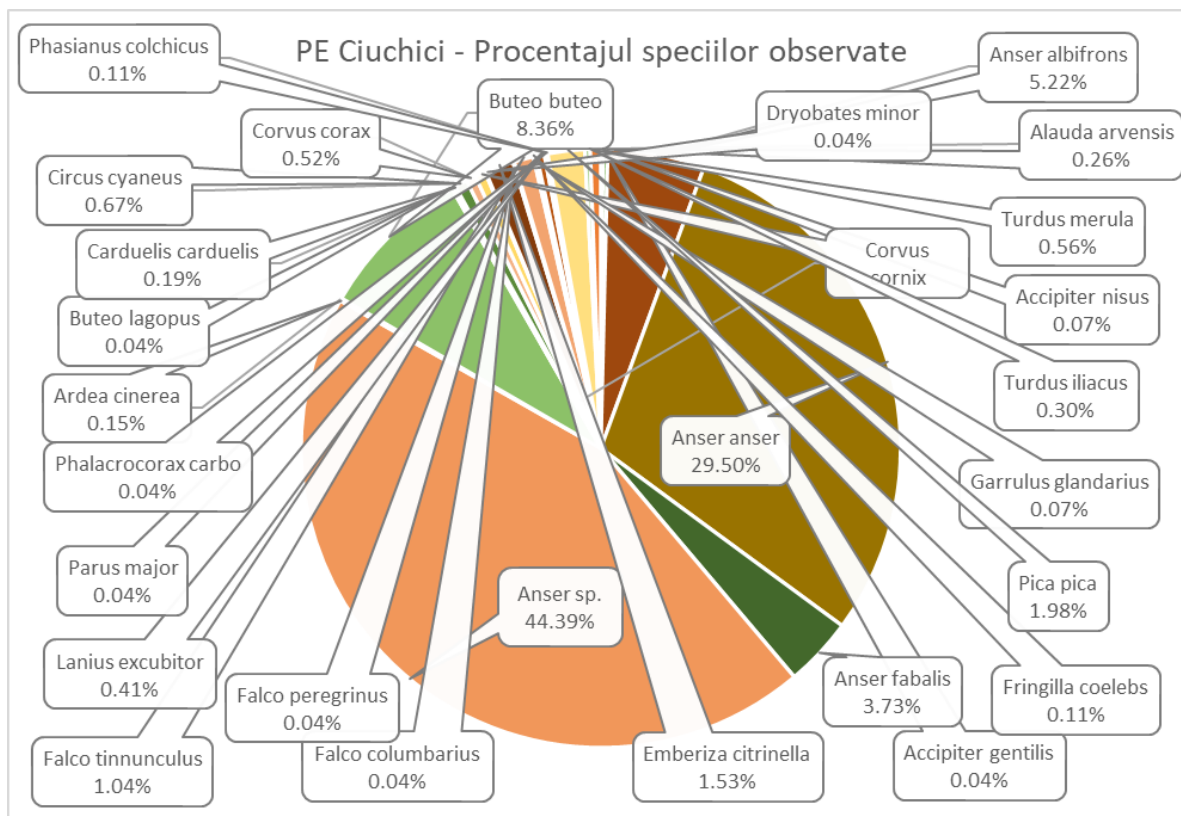 PE Ciuchici - Procentajul speciilor observate
Phasianus colchicus
0.11%
Anser albifrons
5.22%
Buteo buteo
8.36%
Dryobates minor
0.04%
Corvus corax
0.52%
Alauda arvensis
0.26%
Circus cyaneus
0.67%
Turdus merula
0.56%
Carduelis carduelis
0.19%
Corvus
cornix
Accipiter nisus
0.07%
Buteo lagopus
0.04%
Turdus iliacus
0.30%
Ardea cinerea
0.15%
Anser anser
29.50%
Phalacrocorax carbo
0.04%
Garrulus glandarius
0.07%
Parus major
0.04%
Anser sp.
44.39%
Pica pica
1.98%
Lanius excubitor
0.41%
Falco peregrinus
0.04%
Anser fabalis
3.73%
Fringilla coelebs
0.11%
Falco tinnunculus
1.04%
Falco columbarius
0.04%
Emberiza citrinella
1.53%
Accipiter gentilis
0.04%